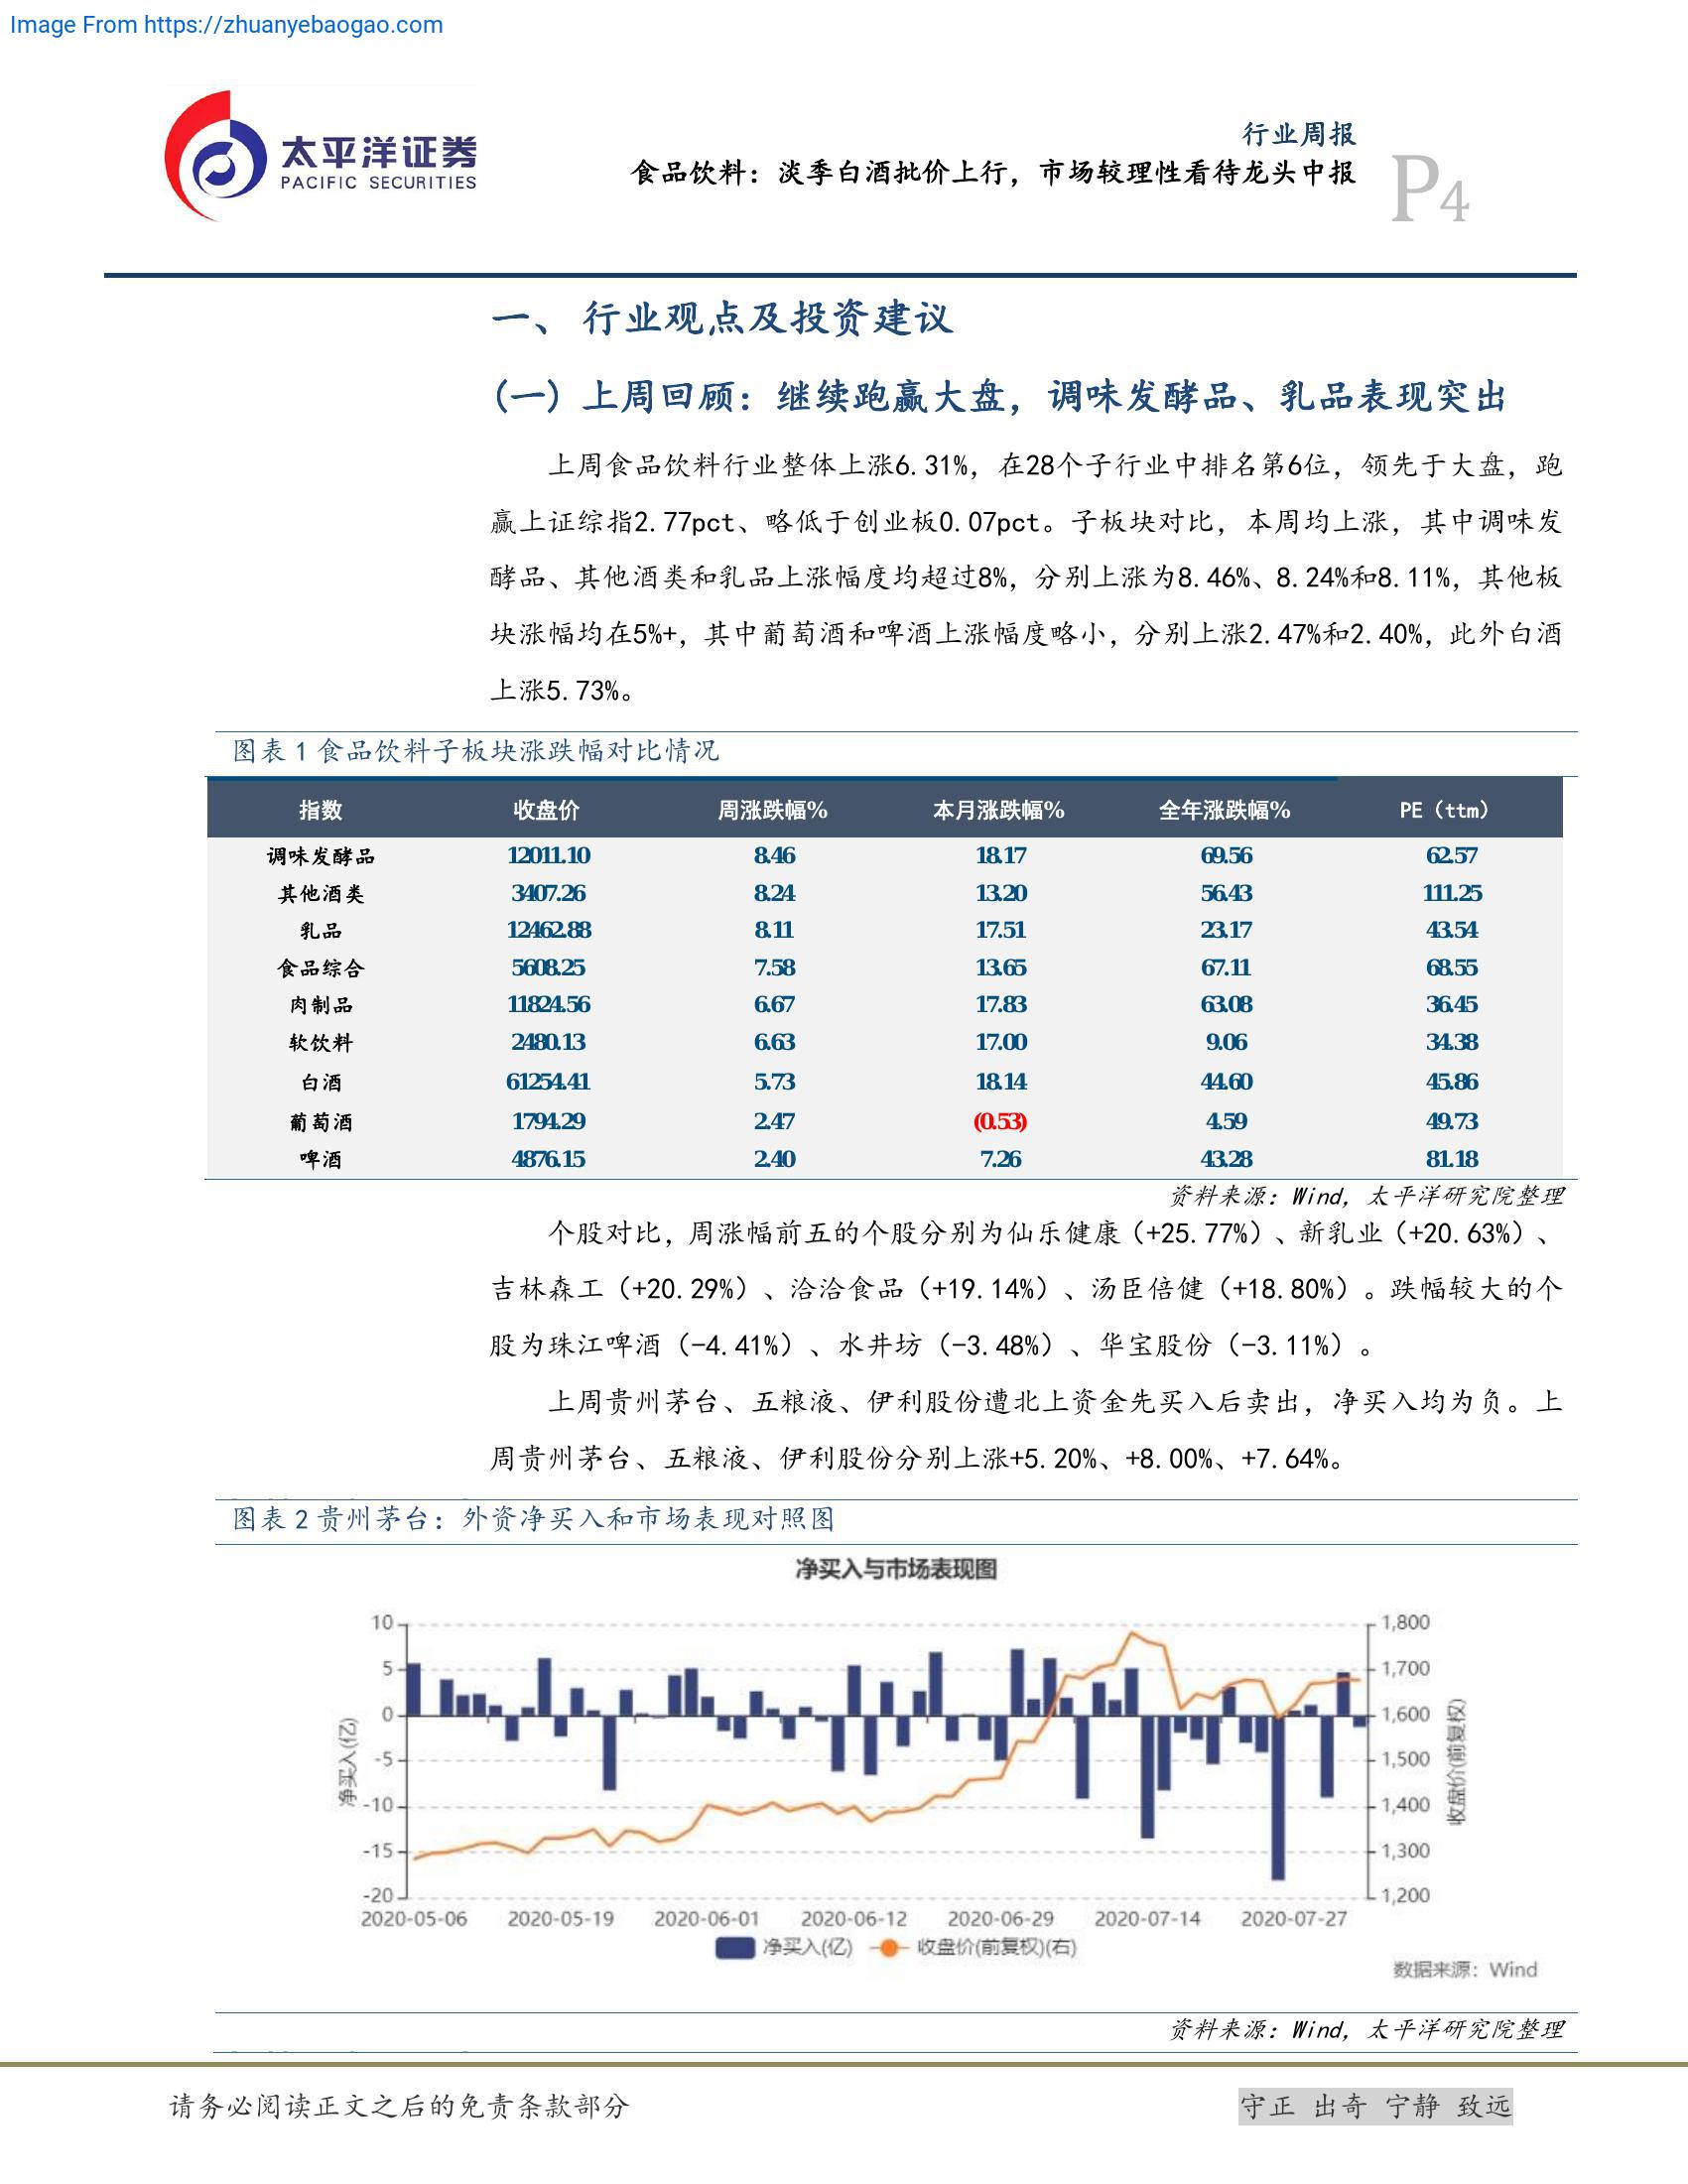 Image From https://zhuanyebaogao.com
太平洋证券
PACIFIC SECURITIES
行业周报
食品饮料：淡季白酒批价上行，市场较理性看待龙头中报
P4
一、 行业观点及投资建议
(一) 上周回顾：继续跑赢大盘，调味发酵品、乳品表现突出
上周食品饮料行业整体上涨6.31%，在28个子行业中排名第6位，领先于大盘，跑
赢上证综指2.77pct、略低于创业板0.07pct。子板块对比，本周均上涨，其中调味发
酵品、其他酒类和乳品上涨幅度均超过8%，分别上涨为8.46%、8.24%和8.11%，其他板
块涨幅均在5%+，其中葡萄酒和啤酒上涨幅度略小，分别上涨2.47%和2.40%，此外白酒
上涨5.73%。
图表 1 食品饮料子板块涨跌幅对比情况
指数 收盘价 周涨跌幅% 本月涨跌幅% 全年涨跌幅% PE（ttm）
调味发酵品 12011.10 8.46 18.17 69.56 62.57
其他酒类 3407.26 8.24 13.20 56.43 111.25
乳品 12462.88 8.11 17.51 23.17 43.54
食品综合 5608.25 7.58 13.65 67.11 68.55
肉制品 11824.56 6.67 17.83 63.08 36.45
软饮料 2480.13 6.63 17.00 9.06 34.38
白酒 61254.41 5.73 18.14 44.60 45.86
葡萄酒 1794.29 2.47 (0.53) 4.59 49.73
啤酒 4876.15 2.40 7.26 43.28 81.18
资料来源：Wind，太平洋研究院整理
个股对比，周涨幅前五的个股分别为仙乐健康（+25.77%）、新乳业（+20.63%）、
吉林森工（+20.29%）、洽洽食品（+19.14%）、汤臣倍健（+18.80%）。跌幅较大的个
股为珠江啤酒（-4.41%）、水井坊（-3.48%）、华宝股份（-3.11%）。
上周贵州茅台、五粮液、伊利股份遭北上资金先买入后卖出，净买入均为负。上
周贵州茅台、五粮液、伊利股份分别上涨+5.20%、+8.00%、+7.64%。
图表 2 贵州茅台：外资净买入和市场表现对照图
净买入与市场表现图
净买入(亿)
10
5
0
-5
-10
-15
-20
1,800
1,700
1,600
1,500
1,400
1,300
1,200
收盘价(前复权)
2020-05-06 2020-05-19 2020-06-01 2020-06-12 2020-06-29 2020-07-14 2020-07-27
净买入(亿) 收盘价(前复权)(右)
数据来源：Wind
资料来源：Wind，太平洋研究院整理
请务必阅读正文之后的免责条款部分
守正 出奇 宁静 致远